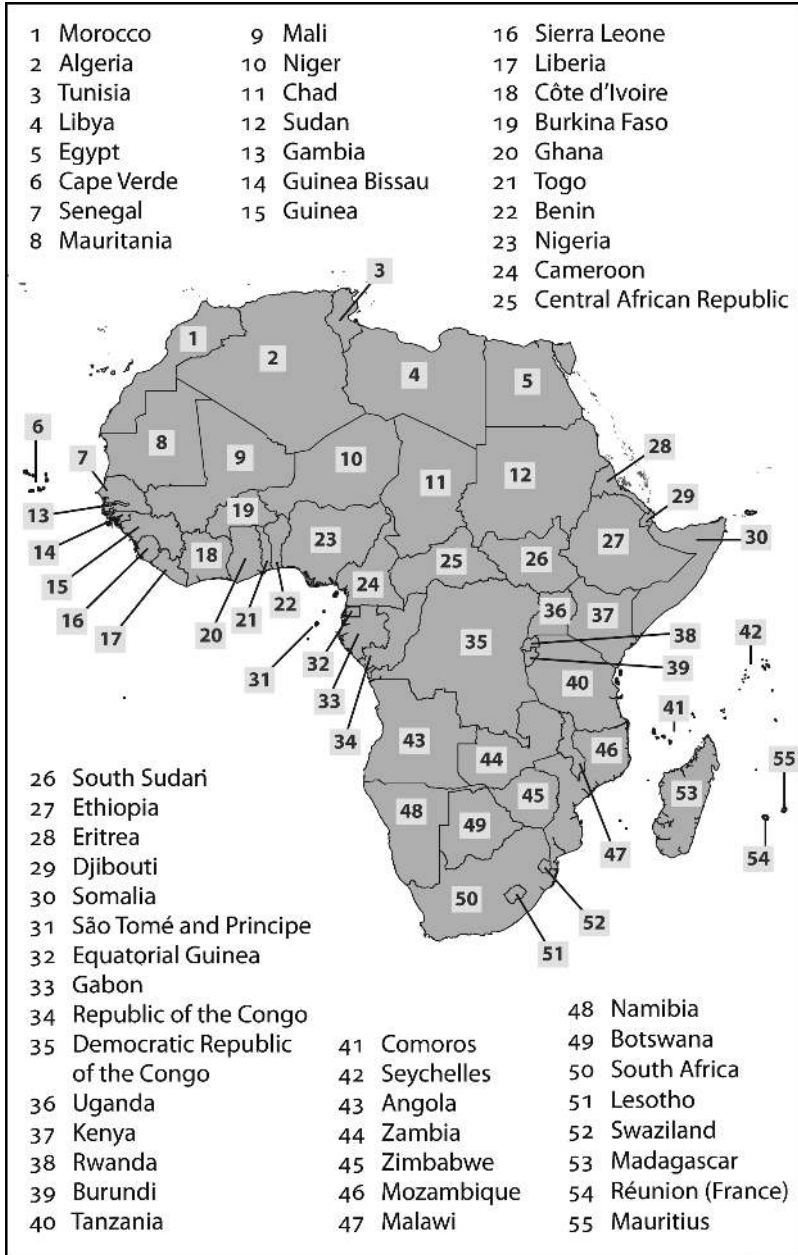 1 Morocco
2 Algeria
3 Tunisia
4 Libya
5 Egypt
6 Cape Verde
7 Senegal
8 Mauritania
9 Mali
10 Niger
11 Chad
12 Sudan
13 Gambia
14 Guinea Bissau
15 Guinea
16 Sierra Leone
17 Liberia
18 Côte d'Ivoire
19 Burkina Faso
20 Ghana
21 Togo
22 Benin
23 Nigeria
24 Cameroon
25 Central African Republic
3
1
2
4
5
6
8
9
10
11
12
28
7
29
13
19
23
27
30
14
18
25
26
15
24
16
17
20
21
22
36
37
35
38
31
32
39
42
33
40
34
43
41
46
44
55
45
53
48
49
47
54
50
52
51
26 South Sudan
27 Ethiopia
28 Eritrea
29 Djibouti
30 Somalia
31 São Tomé and Principe
32 Equatorial Guinea
33 Gabon
34 Republic of the Congo
35 Democratic Republic
of the Congo
36 Uganda
37 Kenya
38 Rwanda
39 Burundi
40 Tanzania
41 Comoros
42 Seychelles
43 Angola
44 Zambia
45 Zimbabwe
46 Mozambique
47 Malawi
48 Namibia
49 Botswana
50 South Africa
51 Lesotho
52 Swaziland
53 Madagascar
54 Réunion (France)
55 Mauritius